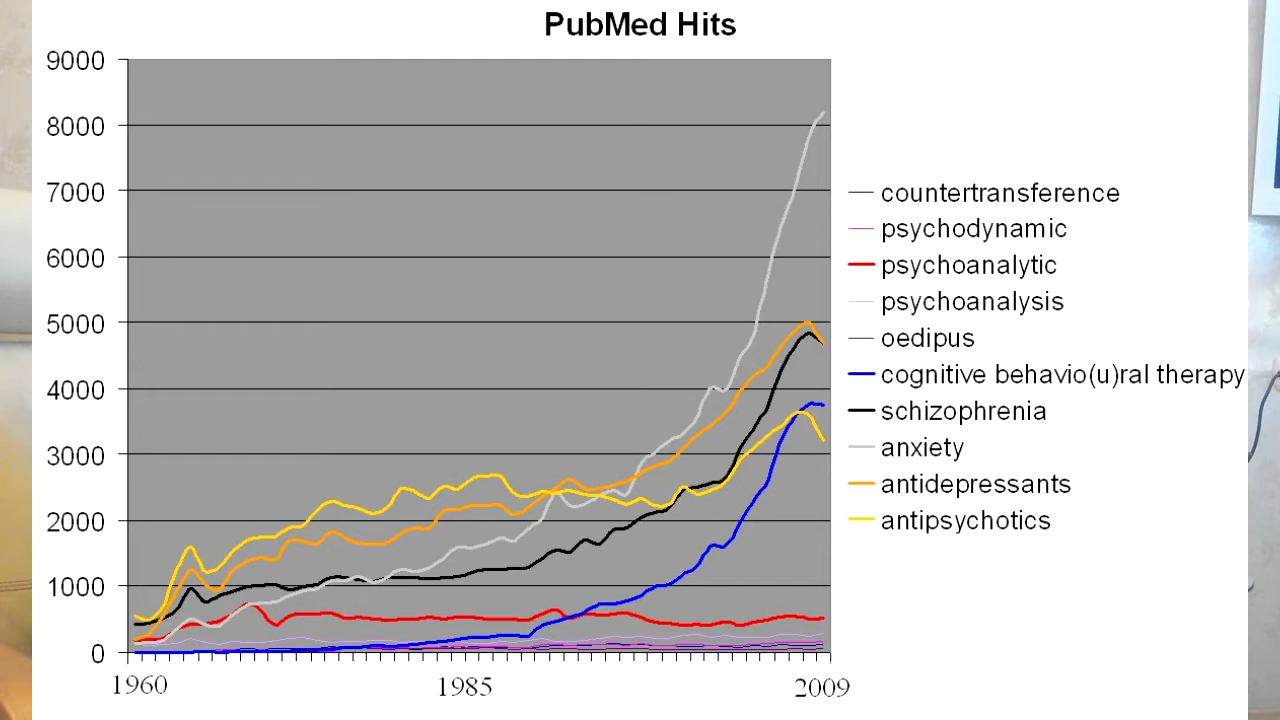 PubMed Hits
9000
8000
7000
6000
5000
4000
3000
2000
1000
0
1960
1985
2009
countertransference
psychodynamic
psychoanalytic
psychoanalysis
oedipus
cognitive behavio(u)ral therapy
schizophrenia
anxiety
antidepressants
antipsychotics